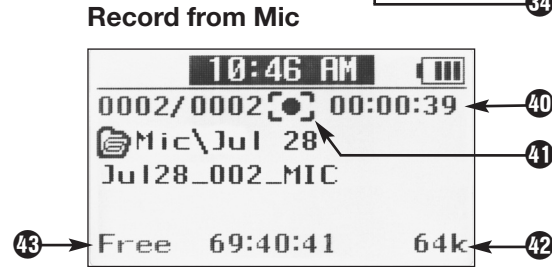 34
Record from Mic
10:46 AM
0002/0002 00:00:39 40
Mic\Jul 28 41
Jul28_002_MIC
43 Free 69:40:41 64k 42